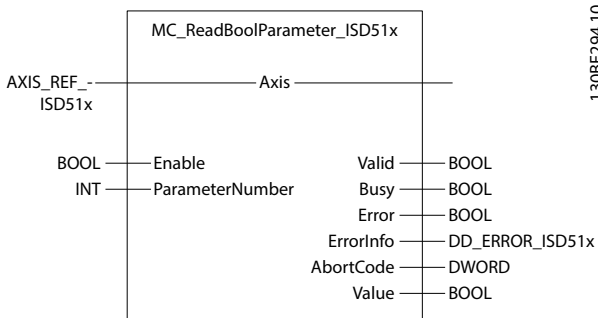 MC_ReadBoolParameter_ISD51x
AXIS_REF_-
ISD51x
Axis
BOOL Enable Valid BOOL
INT ParameterNumber Busy BOOL
Error BOOL
ErrorInfo DD_ERROR_ISD51x
AbortCode DWORD
Value BOOL
130BF294.10